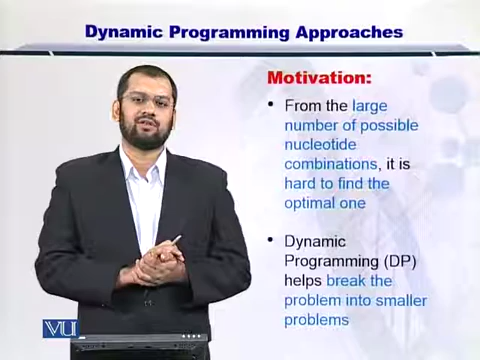 Dynamic Programming Approaches
Motivation:
• From the large
number of possible
nucleotide
combinations, it is
hard to find the
optimal one
• Dynamic
Programming (DP)
helps break the
problem into smaller
problems
VU